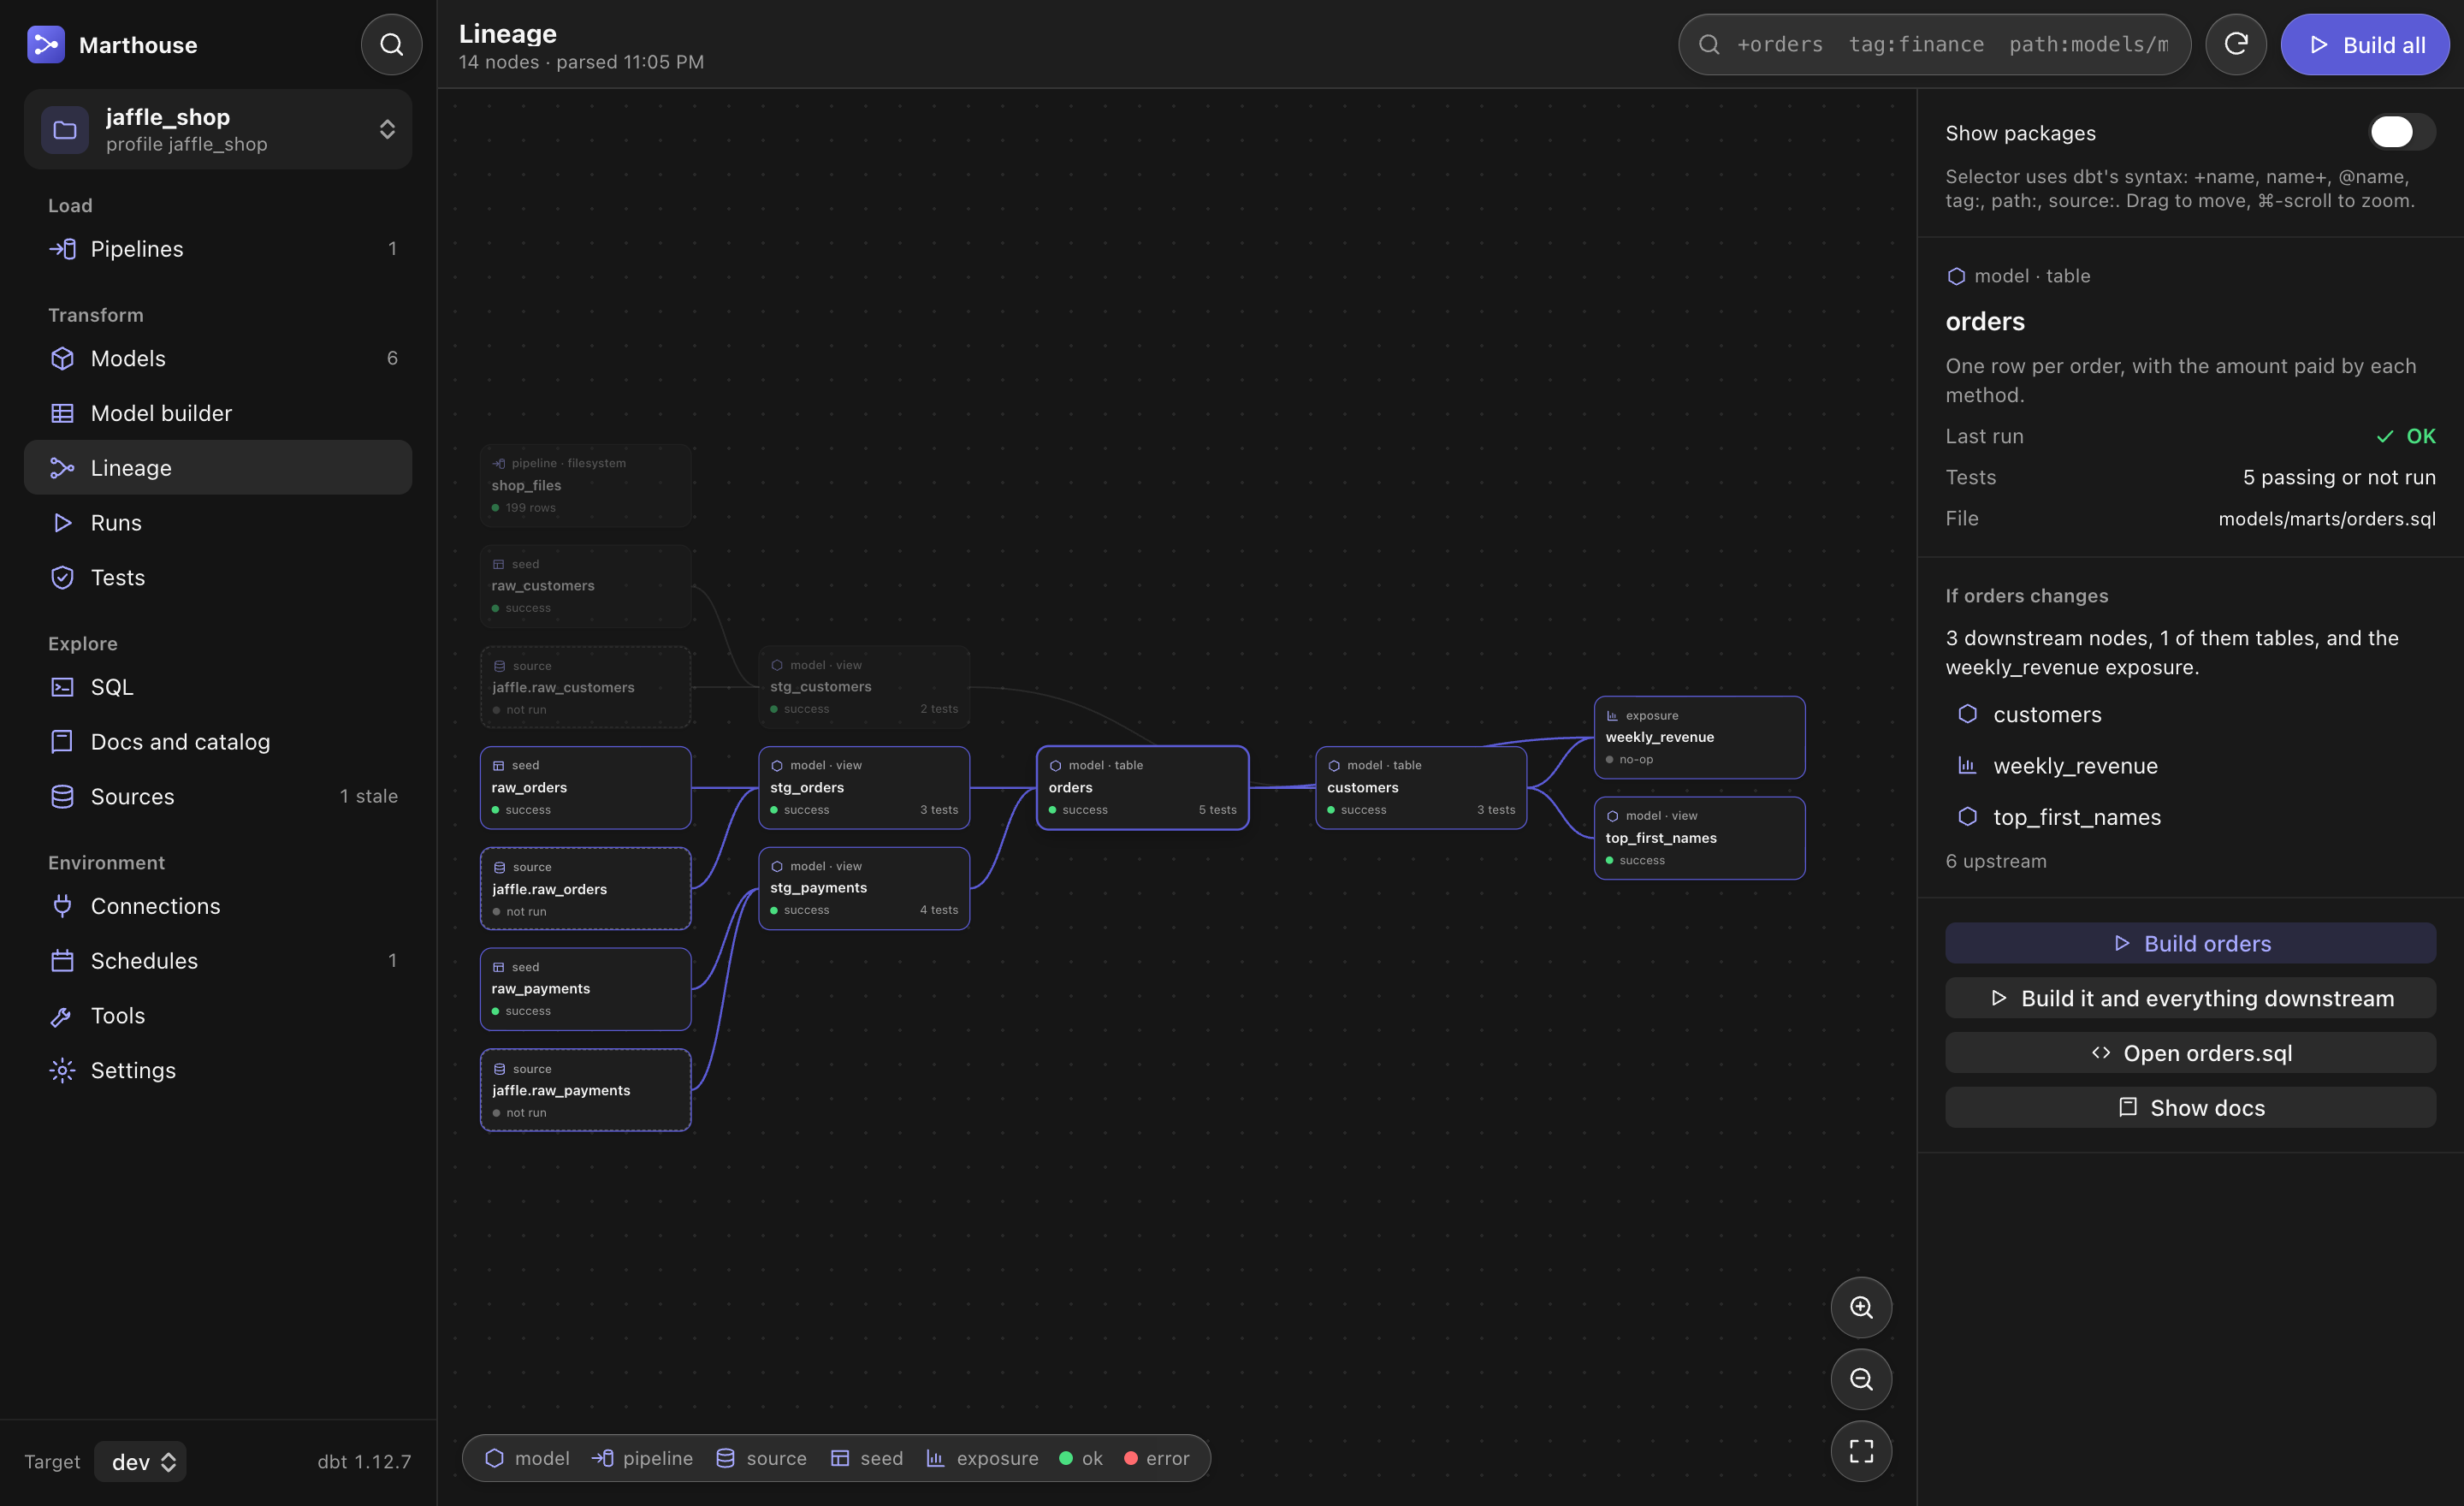 Marthouse
jaffle_shop
profile jaffle_shop
Load
Pipelines 1
Transform
Models 6
Model builder
Lineage
Runs
Tests
Explore
SQL
Docs and catalog
Sources 1 stale
Environment
Connections
Schedules 1
Tools
Settings
Target dev dbt 1.12.7
Lineage
14 nodes · parsed 11:05 PM
+orders tag:finance path:models/m
Build all
pipeline · filesystem
shop_files
199 rows
seed
raw_customers
success
source
jaffle.raw_customers
not run
seed
raw_orders
success
source
jaffle.raw_orders
not run
seed
raw_payments
success
source
jaffle.raw_payments
not run
model · view
stg_customers
success 2 tests
model · view
stg_orders
success 3 tests
model · view
stg_payments
success 4 tests
model · table
orders
success 5 tests
model · table
customers
success 3 tests
exposure
weekly_revenue
no-op
model · view
top_first_names
success
model pipeline source seed exposure ok error
Show packages
Selector uses dbt's syntax: +name, name+, @name,
tag:, path:, source:. Drag to move, ⌘-scroll to zoom.
model · table
orders
One row per order, with the amount paid by each
method.
Last run OK
Tests 5 passing or not run
File models/marts/orders.sql
If orders changes
3 downstream nodes, 1 of them tables, and the
weekly_revenue exposure.
customers
weekly_revenue
top_first_names
6 upstream
Build orders
Build it and everything downstream
Open orders.sql
Show docs